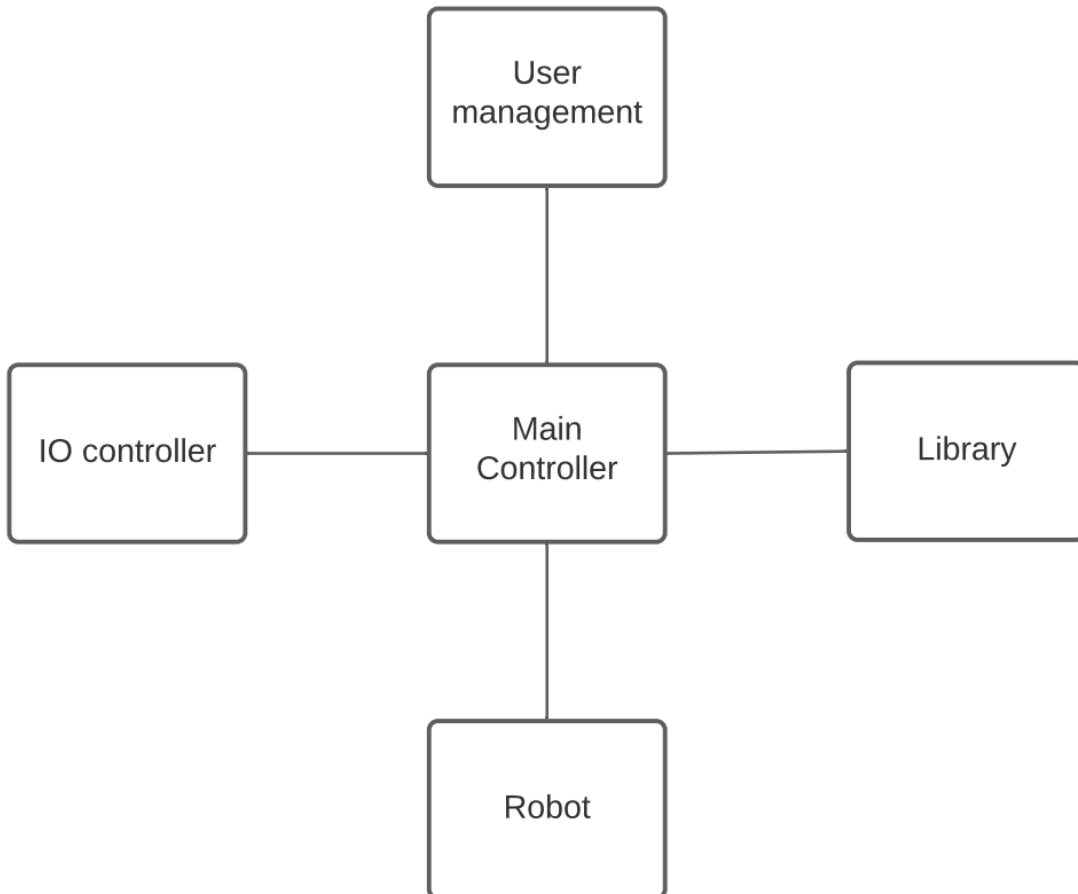 User
management
IO controller
Main
Controller
Library
Robot